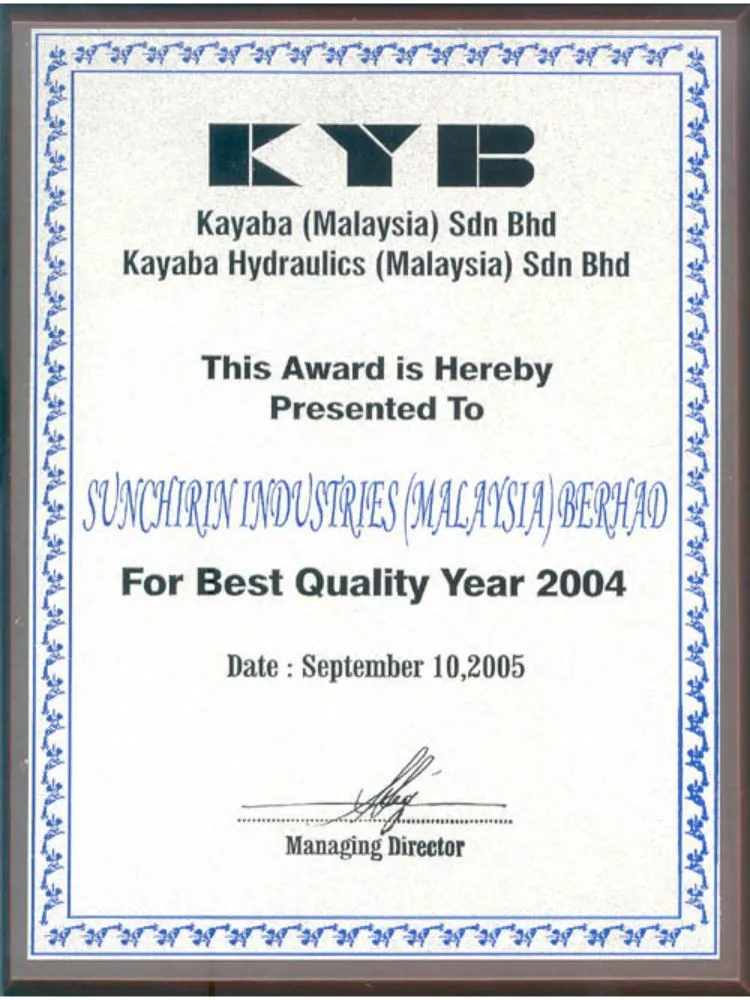 KYB
Kayaba (Malaysia) Sdn Bhd
Kayaba Hydraulics (Malaysia) Sdn Bhd
This Award is Hereby
Presented To
SUNCHIRIN INDUSTRIES (MALAYSIA) BERHAD
For Best Quality Year 2004
Date : September 10,2005
Managing Director